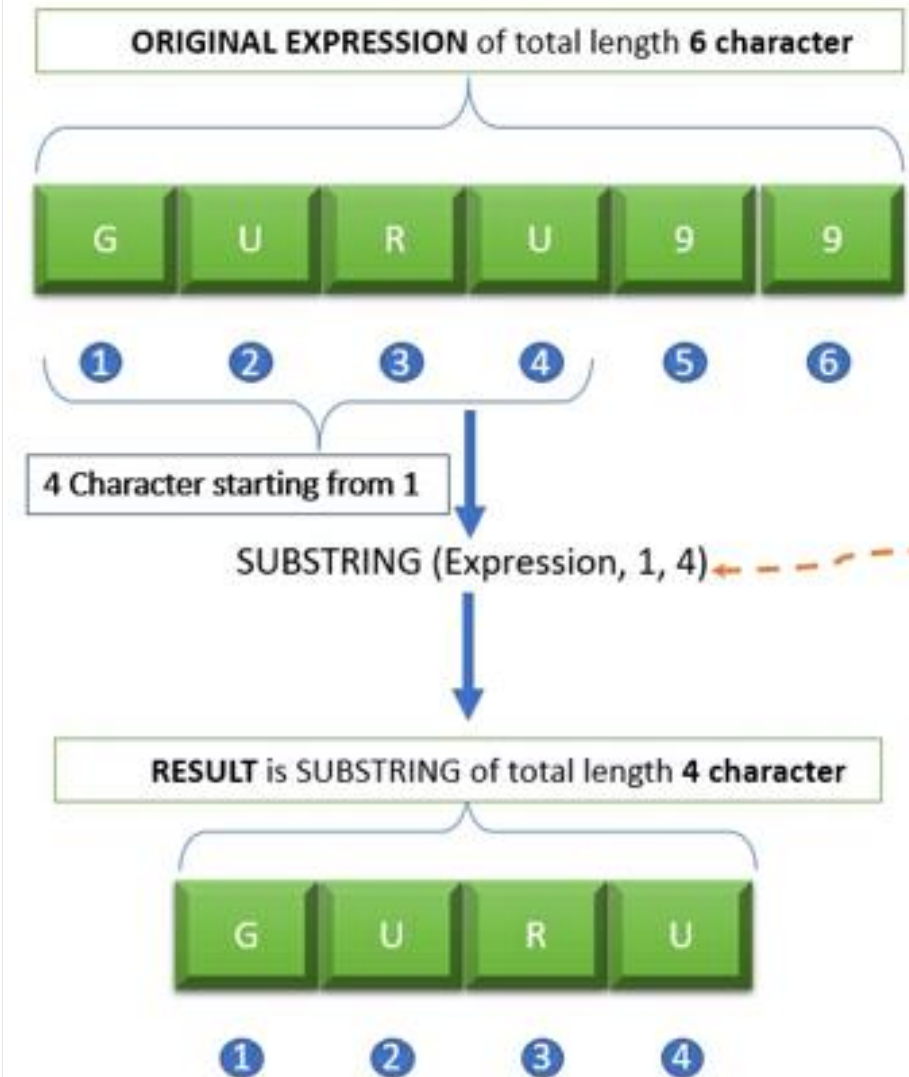 ORIGINAL EXPRESSION of total length 6 character
G U R U 9 9
1 2 3 4 5 6
4 Character starting from 1
SUBSTRING (Expression, 1, 4)
RESULT is SUBSTRING of total length 4 character
G U R U
1 2 3 4